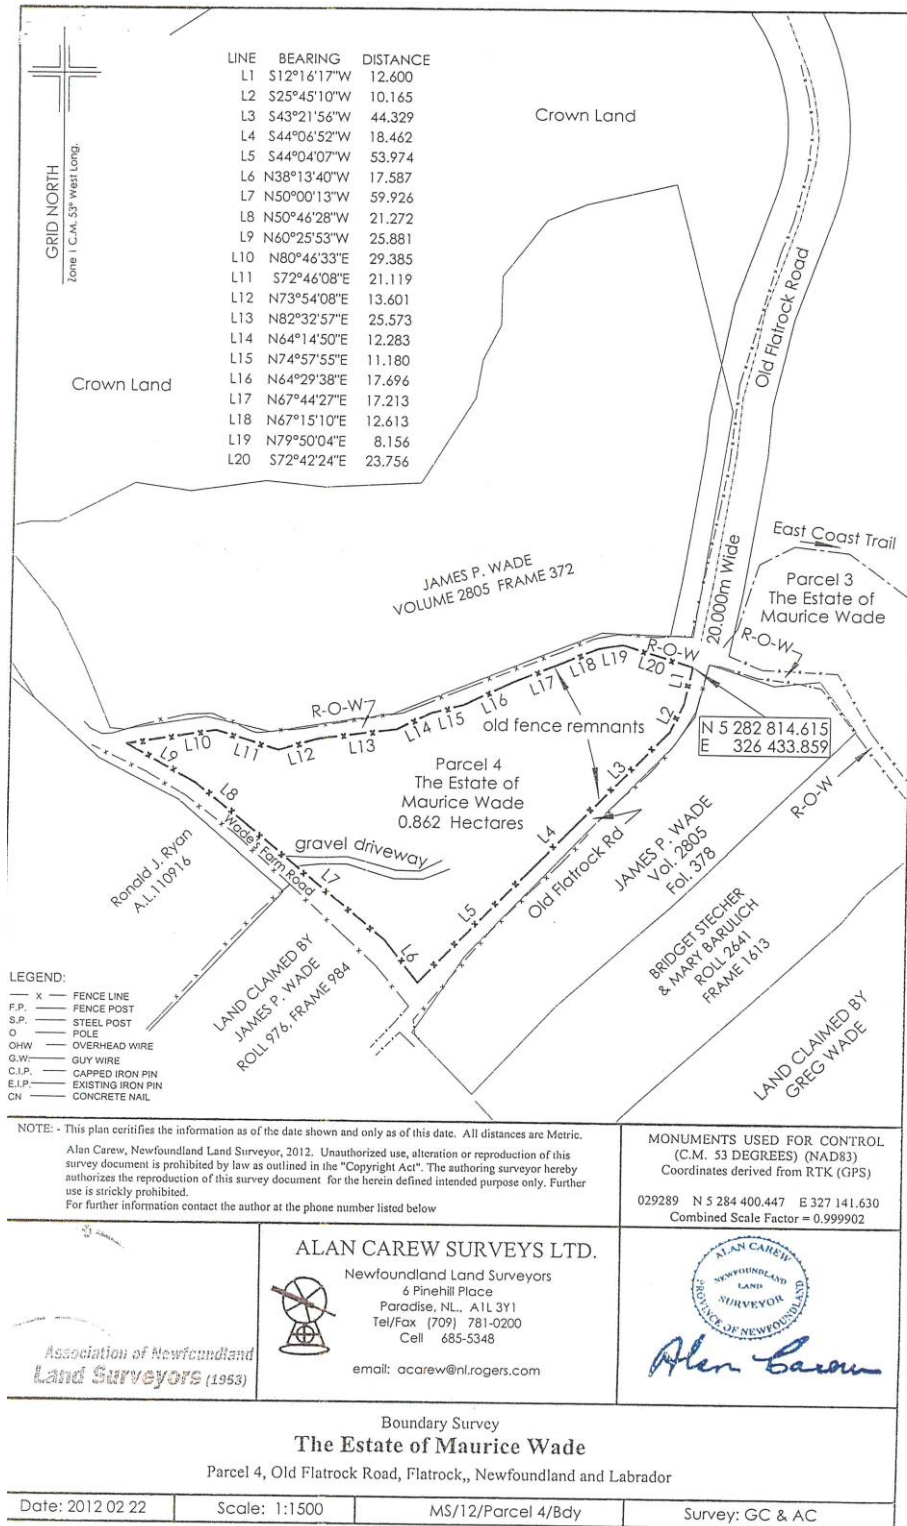 LINE BEARING DISTANCE
L1 S12°16'17"W 12.600
L2 S25°45'10"W 10.165
L3 S43°21'56"W 44.329
L4 S44°06'52"W 18.462
L5 S44°04'07"W 53.974
L6 N38°13'40"W 17.587
L7 N50°00'13"W 59.926
L8 N50°46'28"W 21.272
L9 N60°25'53"W 25.881
L10 N80°46'33"E 29.385
L11 S72°46'08"E 21.119
L12 N73°54'08"E 13.601
L13 N82°32'57"E 25.573
L14 N64°14'50"E 12.283
L15 N74°57'55"E 11.180
L16 N64°29'38"E 17.696
L17 N67°44'27"E 17.213
L18 N67°15'10"E 12.613
L19 N79°50'04"E 8.156
L20 S72°42'24"E 23.756
GRID NORTH
Zone 1 C.M. 53° West Long.
Crown Land
Crown Land
Old Flatrock Road
20.000m Wide
East Coast Trail
Parcel 3
The Estate of
Maurice Wade
R-O-W
JAMES P. WADE
VOLUME 2805 FRAME 372
R-O-W
R-O-W
L1
L2
L3
L4
L5
L6
L7
L8
L9
L10
L11
L12
L13
L14
L15
L16
L17
L18
L19
L20
old fence remnants
N 5 282 814.615
E 326 433.859
R-O-W
Parcel 4
The Estate of
Maurice Wade
0.862 Hectares
gravel driveway
Wade's Farm Road
Old Flatrock Rd
Ronald J. Ryan
A.L.110916
LAND CLAIMED BY
JAMES P. WADE
ROLL 976, FRAME 984
JAMES P. WADE
Vol. 2805
Fol. 378
BRIDGET STECHER
& MARY BARULICH
ROLL 2641
FRAME 1613
LAND CLAIMED BY
GREG WADE
LEGEND:
X FENCE LINE
F.P. FENCE POST
S.P. STEEL POST
O POLE
OHW OVERHEAD WIRE
G.W. GUY WIRE
C.I.P. CAPPED IRON PIN
E.I.P. EXISTING IRON PIN
CN CONCRETE NAIL
NOTE: - This plan ceritifies the information as of the date shown and only as of this date. All distances are Metric.
Alan Carew, Newfoundland Land Surveyor, 2012. Unauthorized use, alteration or reproduction of this
survey document is prohibited by law as outlined in the "Copyright Act". The authoring surveyor hereby
authorizes the reproduction of this survey document for the herein defined intended purpose only. Further
use is strickly prohibited.
For further information contact the author at the phone number listed below
MONUMENTS USED FOR CONTROL
(C.M. 53 DEGREES) (NAD83)
Coordinates derived from RTK (GPS)
029289 N 5 284 400.447 E 327 141.630
Combined Scale Factor = 0.999902
Association of Newfoundland
Land Surveyors (1953)
ALAN CAREW SURVEYS LTD.
Newfoundland Land Surveyors
6 Pinehill Place
Paradise, NL., A1L 3Y1
Tel/Fax (709) 781-0200
Cell 685-5348
email: acarew@nl.rogers.com
ALAN CAREW
NEWFOUNDLAND
LAND
SURVEYOR
PROVINCE OF NEWFOUNDLAND
Alan Carew
Boundary Survey
The Estate of Maurice Wade
Parcel 4, Old Flatrock Road, Flatrock,, Newfoundland and Labrador
Date: 2012 02 22
Scale: 1:1500
MS/12/Parcel 4/Bdy
Survey: GC & AC